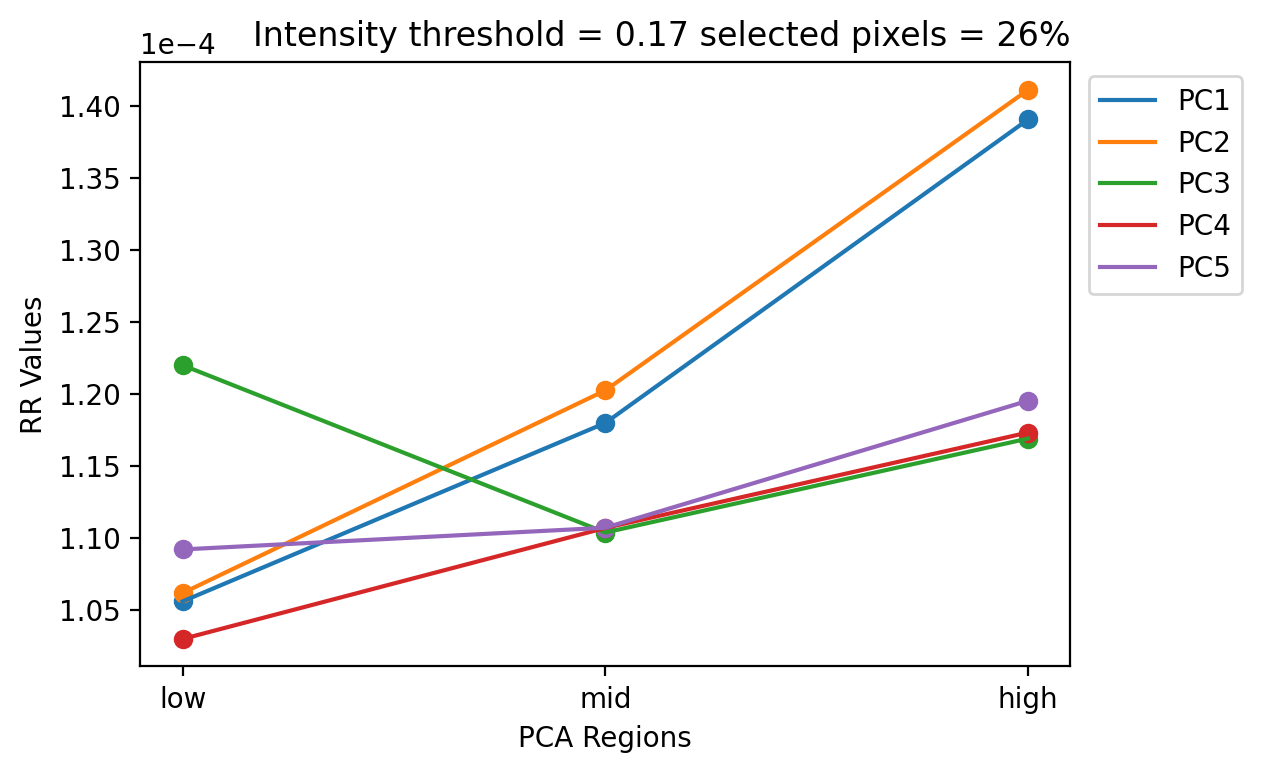 Intensity threshold = 0.17 selected pixels = 26%
1e−4
1.40
1.35
1.30
1.25
1.20
1.15
1.10
1.05
RR Values
low
mid
high
PCA Regions
PC1
PC2
PC3
PC4
PC5